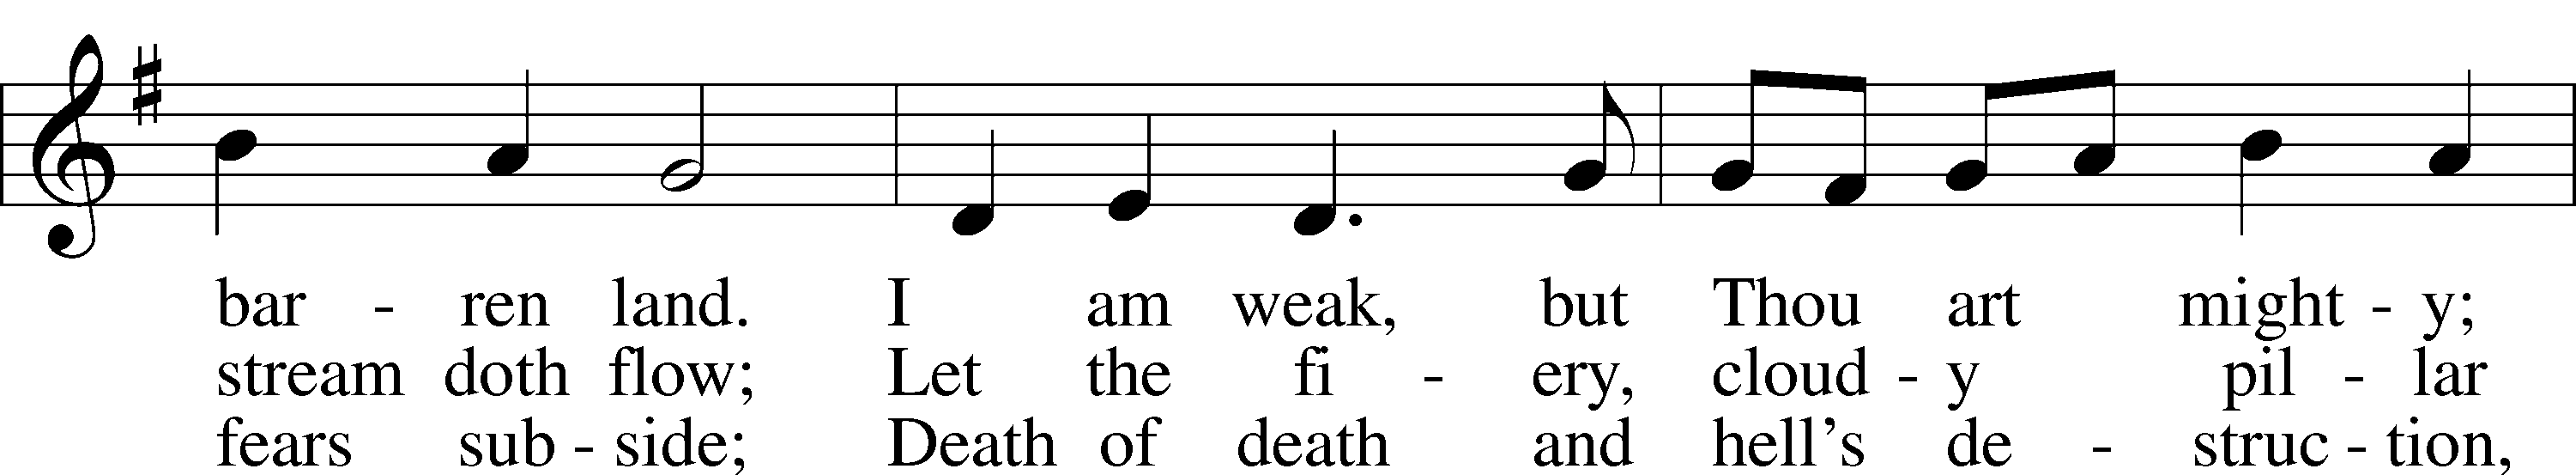 bar - ren land. I am weak, but Thou art might - y;
stream doth flow; Let the fi - ery, cloud - y pil - lar
fears sub - side; Death of death and hell's de - struc - tion,